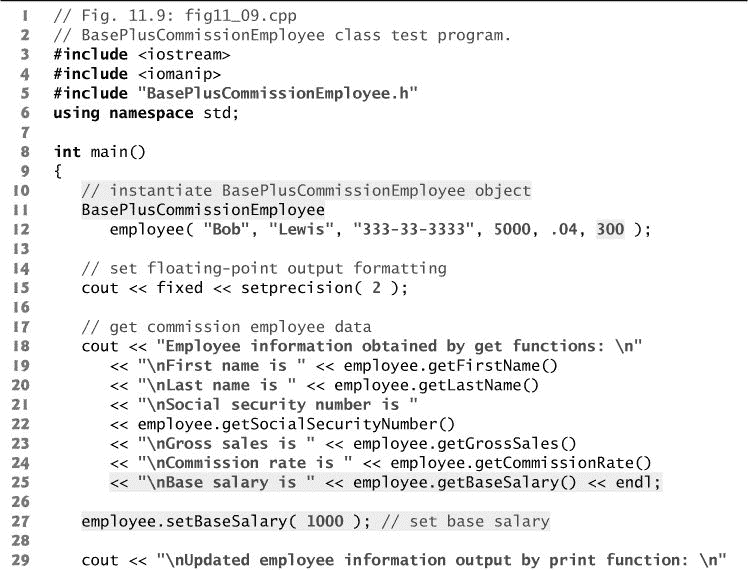 1 // Fig. 11.9: fig11_09.cpp
2 // BasePlusCommissionEmployee class test program.
3 #include <iostream>
4 #include <iomanip>
5 #include "BasePlusCommissionEmployee.h"
6 using namespace std;
7
8 int main()
9 {
10    // instantiate BasePlusCommissionEmployee object
11    BasePlusCommissionEmployee
12       employee( "Bob", "Lewis", "333-33-3333", 5000, .04, 300 );
13
14    // set floating-point output formatting
15    cout << fixed << setprecision( 2 );
16
17    // get commission employee data
18    cout << "Employee information obtained by get functions: \n"
19       << "\nFirst name is " << employee.getFirstName()
20       << "\nLast name is " << employee.getLastName()
21       << "\nSocial security number is "
22       << employee.getSocialSecurityNumber()
23       << "\nGross sales is " << employee.getGrossSales()
24       << "\nCommission rate is " << employee.getCommissionRate()
25       << "\nBase salary is " << employee.getBaseSalary() << endl;
26
27    employee.setBaseSalary( 1000 ); // set base salary
28
29    cout << "\nUpdated employee information output by print function: \n"